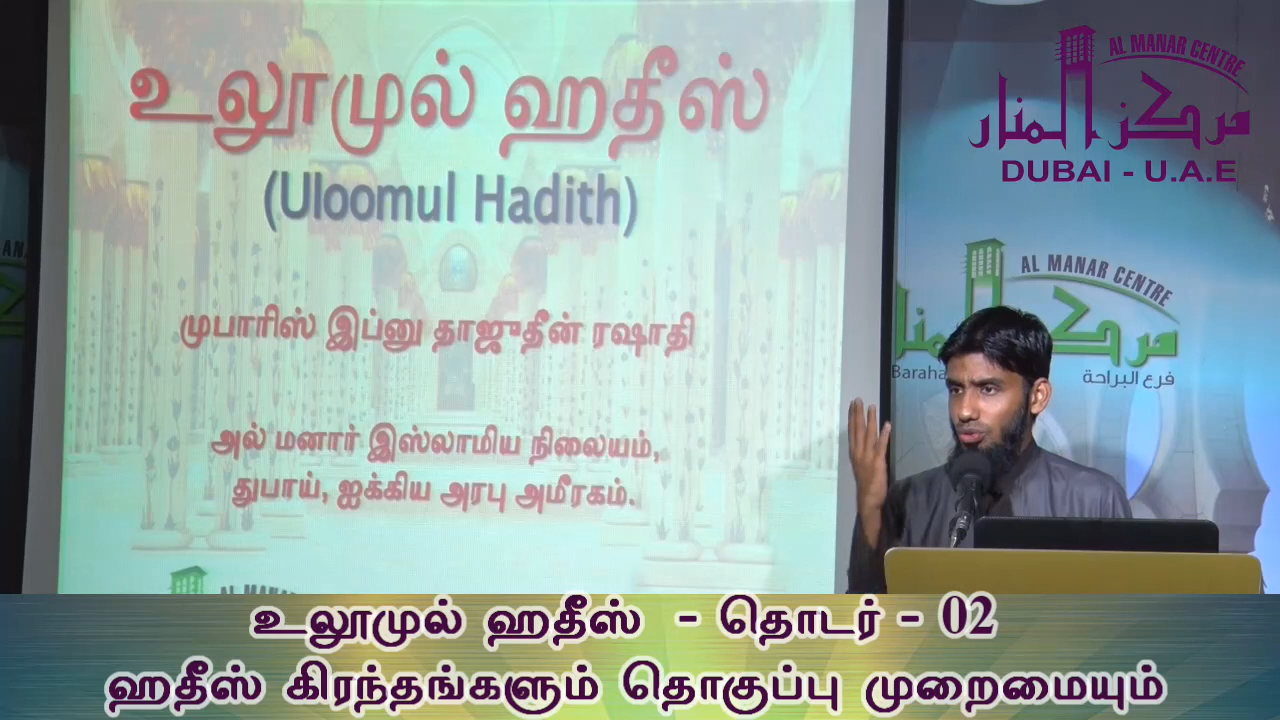 உலூமுல் ஹதீஸ்
(Uloomul Hadith)
முபாரிஸ் இப்னு தாஜுதீன் ரஷாதி
அல் மனார் இஸ்லாமிய நிலையம்,
துபாய், ஐக்கிய அரபு அமீரகம்.
AL MANAR CENTRE
مركز المنار
DUBAI - U.A.E
AL MANAR CENTRE
مركز المنار
Baraha
فرع البراحة
உலூமுல் ஹதீஸ் - தொடர் - 02
ஹதீஸ் கிரந்தங்களும் தொகுப்பு முறைமையும்